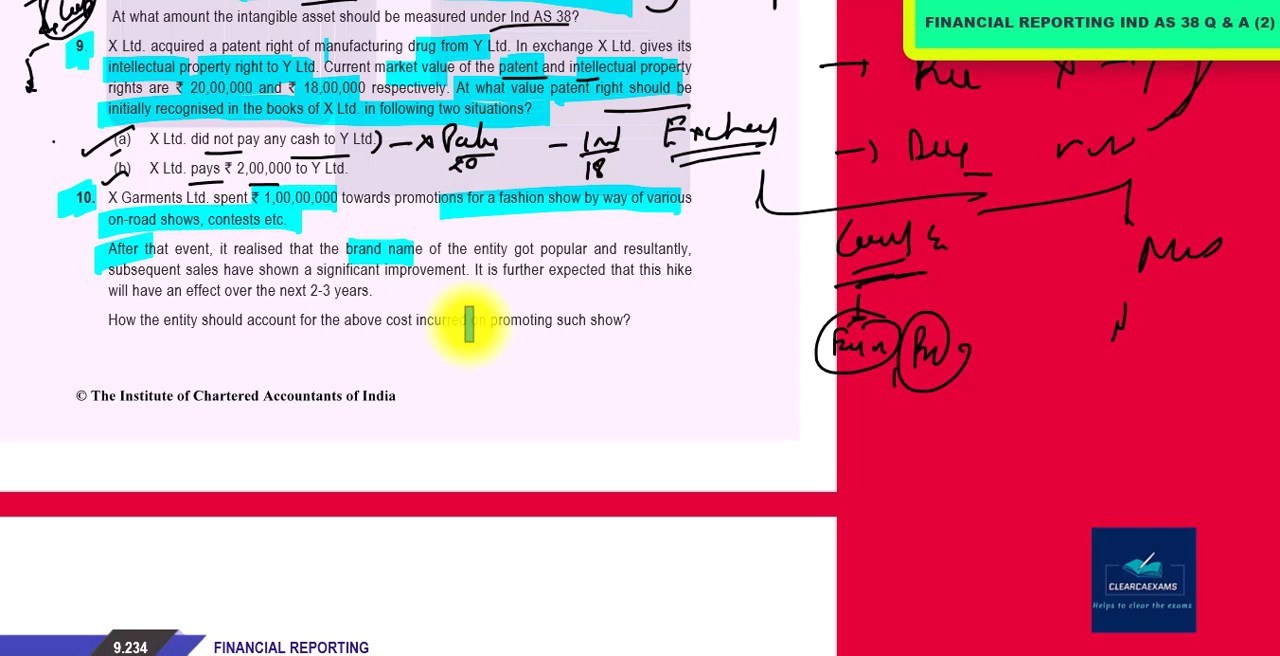 FINANCIAL REPORTING IND AS 38 Q & A (2)
At what amount the intangible asset should be measured under Ind AS 38?
9. X Ltd. acquired a patent right of manufacturing drug from Y Ltd. In exchange X Ltd. gives its
intellectual property right to Y Ltd. Current market value of the patent and intellectual property
rights are ₹ 20,00,000 and ₹ 18,00,000 respectively. At what value patent right should be
initially recognised in the books of X Ltd. in following two situations?
(a) X Ltd. did not pay any cash to Y Ltd.
20
18
(b) X Ltd. pays ₹ 2,00,000 to Y Ltd.
10. X Garments Ltd. spent ₹ 1,00,00,000 towards promotions for a fashion show by way of various
on-road shows, contests etc.
After that event, it realised that the brand name of the entity got popular and resultantly,
subsequent sales have shown a significant improvement. It is further expected that this hike
will have an effect over the next 2-3 years.
How the entity should account for the above cost incurred on promoting such show?
© The Institute of Chartered Accountants of India
CLEARCAEXAMS
Helps to clear the exams
9.234 FINANCIAL REPORTING